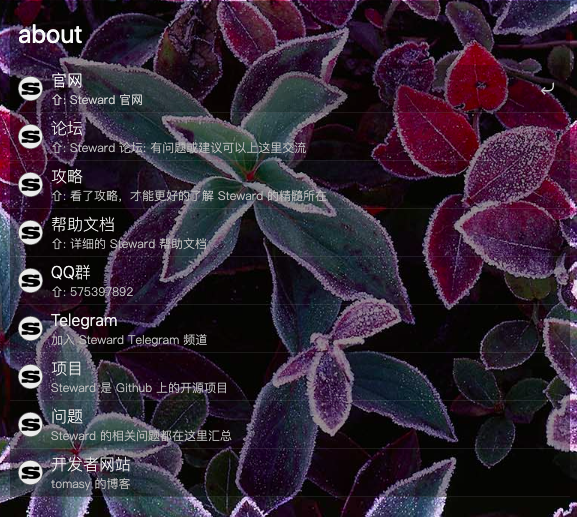 about
官网
⇧: Steward 官网
论坛
⇧: Steward 论坛: 有问题或建议可以上这里交流
攻略
⇧: 看了攻略，才能更好的了解 Steward 的精髓所在
帮助文档
⇧: 详细的 Steward 帮助文档
QQ群
⇧: 575397892
Telegram
加入 Steward Telegram 频道
项目
Steward 是 Github 上的开源项目
问题
Steward 的相关问题都在这里汇总
开发者网站
tomasy 的博客